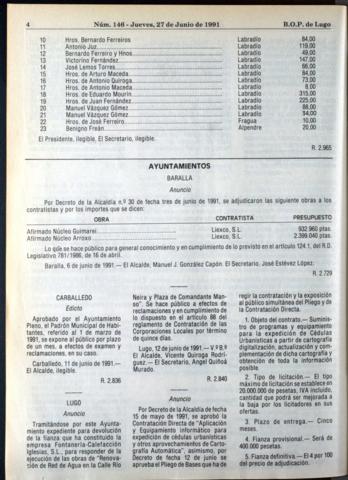 4 Núm. 146 - Jueves, 27 de Junio de 1991 B.O.P. de Lugo
10 Hros. Bernardo Ferreiros Labradío 84,00
11 Antonio Juz Labradío 119,00
12 Bernardo Ferreiro y Hnos. Labradío 49,00
13 Victorino Fernández Labradío 147,00
14 José Lemos Torres Labradío 66,00
15 Hros. de Arturo Maceda Labradío 84,00
16 Hros. de Antonio Quiroga Labradío 73,00
17 Hros. de Antonio Maceda Labradío 8,00
18 Hros. de Eduardo Mourín Labradío 315,00
19 Hros. de Juan Fernández Labradío 225,00
20 Manuel Vázquez Gómez Labradío 88,00
21 Manuel Vázquez Gómez Labradío 94,00
22 Hros. de José Ferreiro Fragua 10,00
23 Benigno Freán Alpendre 20,00
El Presidente, ilegible. El Secretario, ilegible.
R. 2.965
AYUNTAMIENTOS
BARALLA
Anuncio
Por Decreto de la Alcaldía n.º 30 de fecha tres de junio de 1991, se adjudicaron las siguiente obras a los
contratistas y por los importes que se dicen:
OBRA CONTRATISTA PRESUPUESTO
Afirmado Núcleo Guimarei Liexco, S.L. 932.960 ptas.
Afirmado Núcleo Arroxo Liexco, S.L. 2.399.040 ptas.
Lo que se hace público para general conocimiento y en cumplimiento de lo previsto en el artículo 124.1, del R.D.
Legislativo 781/1986, de 16 de abril.
Baralla, 6 de junio de 1991.— El Alcalde, Manuel J. González Capón. El Secretario, José Estévez López.
R. 2.729
CARBALLEDO
Edicto
Aprobado por el Ayuntamiento
Pleno, el Padrón Municipal de Habi-
tantes, referido al 1 de marzo de
1991, se expone al público por plazo
de un mes, a efectos de examen y
reclamaciones, en su caso.
Carballedo, 11 de junio de 1991.—
El Alcalde, ilegible.
R. 2.836
LUGO
Anuncio
Tramitándose por este Ayunta-
miento expediente para devolución
de la fianza que ha constituido la
empresa Fontanería-Calefacción
Iglesias, S.L., para responder de la
ejecución de las obras de "Renova-
ción de Red de Agua en la Calle Río
Neira y Plaza de Comandante Man-
so". Se hace público a efectos de
reclamaciones y en cumplimiento de
lo dispuesto en el artículo 88 del
reglamento de Contratación de las
Corporaciones Locales por término
de quince días.
Lugo, 12 de junio de 1991.— V.º B.º
El Alcalde, Vicente Quiroga Rodrí-
guez.— El Secretario, Angel Quiñoá
Murado.
R. 2.840
Anuncio
Por Decreto de la Alcaldía de fecha
15 de mayo de 1991, se aprobó la
Contratación Directa de "Aplicación
y Equipamiento informático para
expedición de cédulas urbanísticas
y otros aprovechamientos de Carto-
grafía Automática", asimismo, por
Decreto de fecha 12 de junio se
aprueba el Pliego de Bases que ha de
regir la contratación y la exposición
al público simultánea del Pliego y de
la Contratación Directa.
1. Objeto del contrato.— Suminis-
tro de programas y equipamiento
para la expedición de Cédulas
Urbanísticas a partir de cartografía
digitalización, actualización y com-
plementación de dicha cartografía y
obtención de toda la información
posible.
2. Tipo de licitación.— El tipo
máximo de licitación se establece en
20.000.000 de pesetas, IVA incluido,
cantidad que podrá ser mejorada a
la baja por los licitadores en sus
ofertas.
3. Plazo de entrega.— Cinco
meses.
4. Fianza provisional.— Será de
400.000 pesetas.
5. Fianza definitiva.— El 4 por 100
del precio de adjudicación.